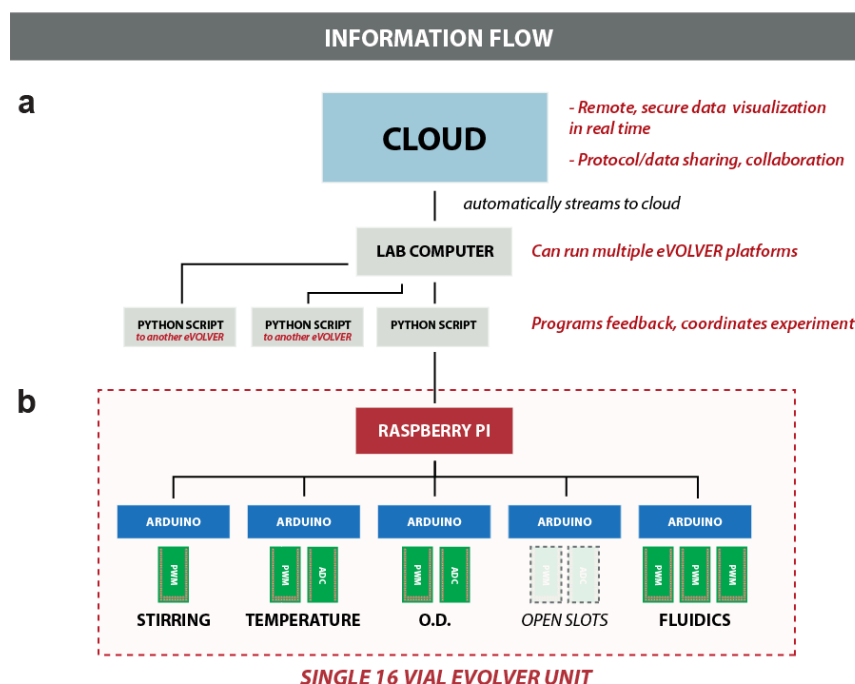 INFORMATION FLOW
a
CLOUD
- Remote, secure data visualization
in real time
- Protocol/data sharing, collaboration
automatically streams to cloud
LAB COMPUTER
Can run multiple eVOLVER platforms
PYTHON SCRIPT
to another eVOLVER
PYTHON SCRIPT
to another eVOLVER
PYTHON SCRIPT
Programs feedback, coordinates experiment
b
RASPBERRY PI
ARDUINO
ARDUINO
ARDUINO
ARDUINO
ARDUINO
PWM
PWM
ADC
PWM
ADC
PWM
ADC
PWM
PWM
PWM
STIRRING
TEMPERATURE
O.D.
OPEN SLOTS
FLUIDICS
SINGLE 16 VIAL EVOLVER UNIT